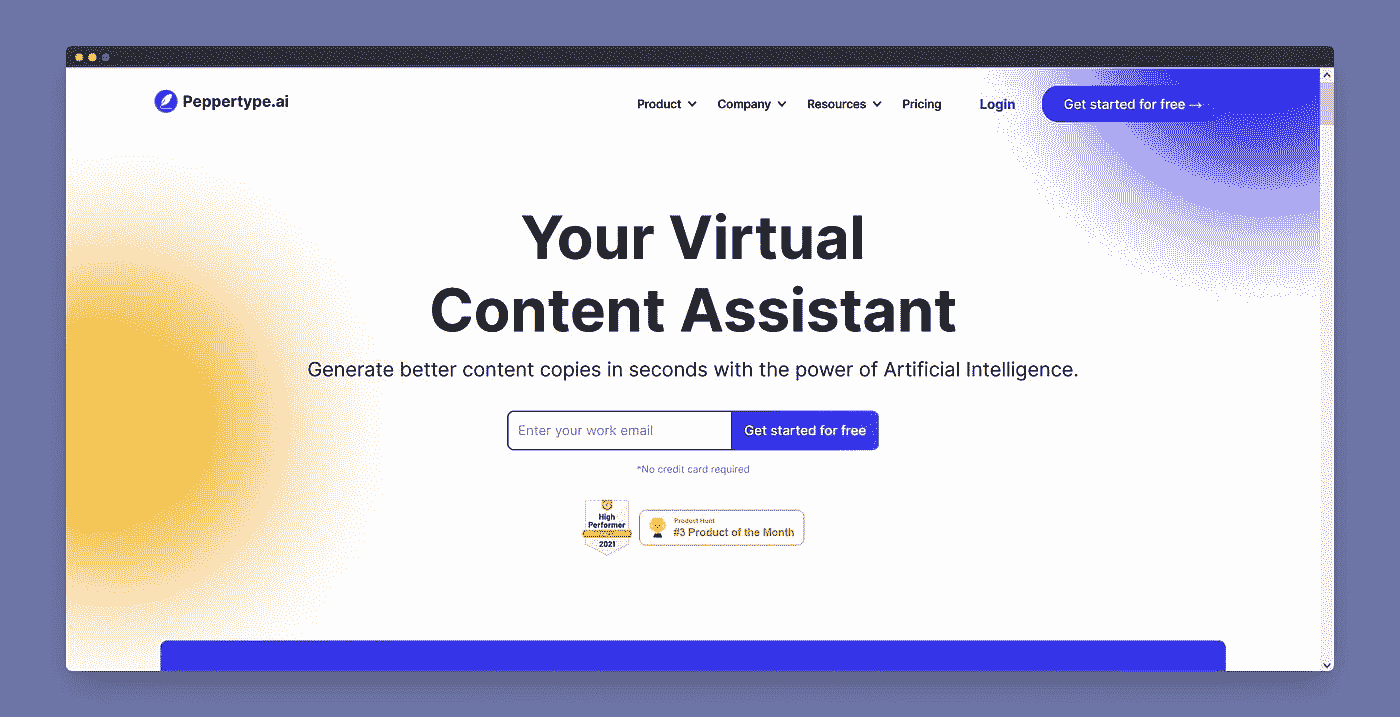 Peppertype.ai
Product
Company
Resources
Pricing
Login
Get started for free →
Your Virtual
Content Assistant
Generate better content copies in seconds with the power of Artificial Intelligence.
Enter your work email
Get started for free
*No credit card required
High
Performer
2021
Product Hunt
#3 Product of the Month